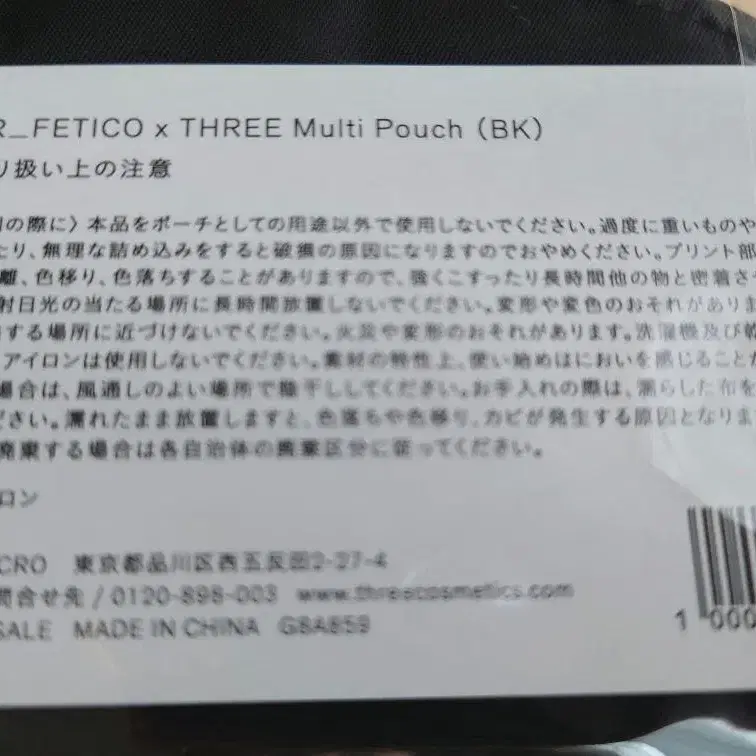 R_FETICO x THREE Multi Pouch (BK)
り扱い上の注意
の際に〉本品をポーチとしての用途以外で使用しないでください。過度に重いものや
たり、無理な詰め込みをすると破損の原因になりますのでおやめください。プリント部
離、色移り、色落ちすることがありますので、強くこすったり長時間他の物と密着さ
射日光の当たる場所に長時間放置しないでください。変形や変色のおそれがありま
する場所に近づけないでください。火災や変形のおそれがあります。洗濯機及び乾
アイロンは使用しないでください。素材の特性上、使い始めはにおいを感じることが
場合は、風通しのよい場所で陰干ししてください。お手入れの際は、濡らした布を
ださい。濡れたまま放置しますと、色落ちや色移り、カビが発生する原因となりま
廃棄する場合は各自治体の廃棄区分に従ってください。
ロン
CRO 東京都品川区西五反田2-27-4
問合せ先 / 0120-898-003 www.threecosmetics.com
SALE MADE IN CHINA G8A859
1 000